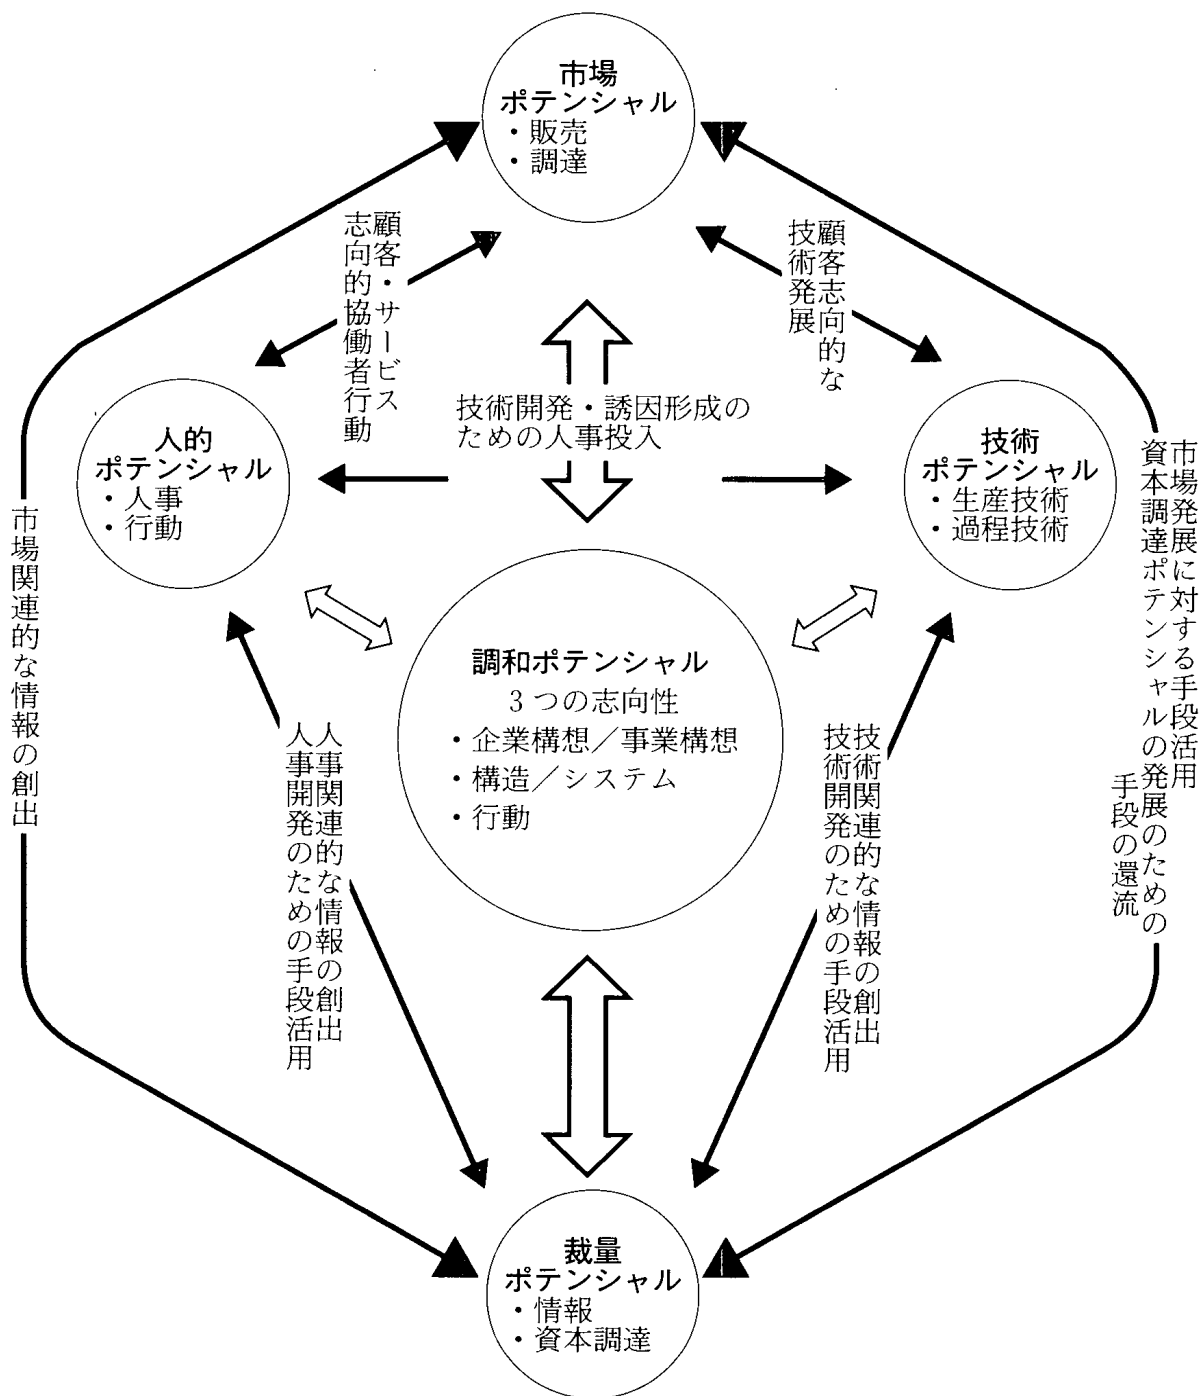 市場
ポテンシャル
・販売
・調達
顧客・サービス
志向的協働者行動
顧客志向的な
技術発展
技術開発・誘因形成の
ための人事投入
人的
ポテンシャル
・人事
・行動
技術
ポテンシャル
・生産技術
・過程技術
市場関連的な情報の創出
市場発展に対する手段活用
資本調達ポテンシャルの発展のための
手段の還流
調和ポテンシャル
3つの志向性
・企業構想／事業構想
・構造／システム
・行動
人事関連的な情報の創出
人事開発のための手段活用
技術関連的な情報の創出
技術開発のための手段活用
裁量
ポテンシャル
・情報
・資本調達